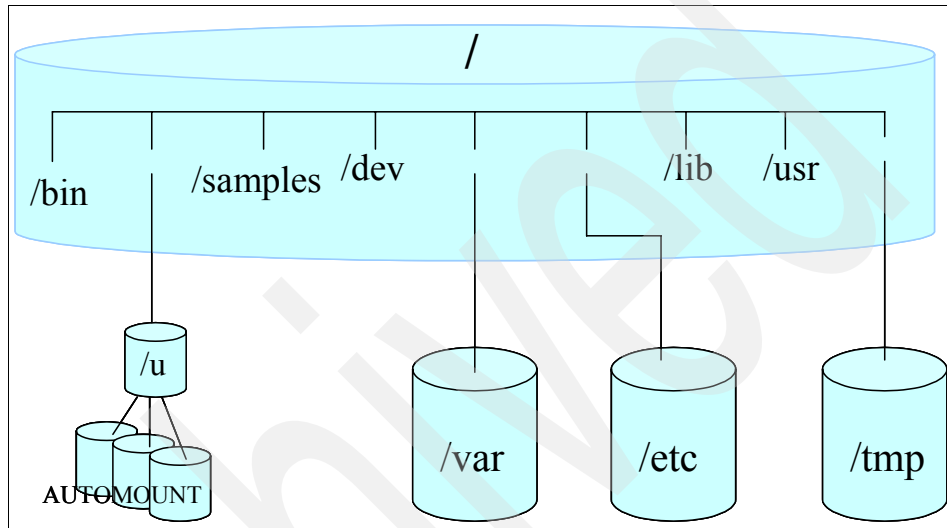 /
/bin
/samples
/dev
/lib
/usr
/u
/var
/etc
/tmp
AUTOMOUNT